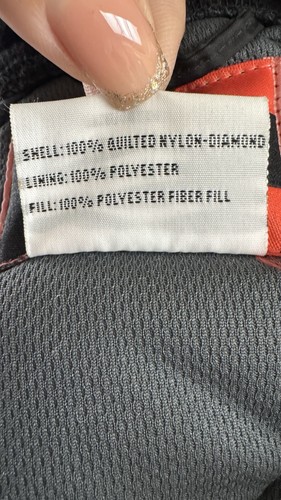 SHELL:100% QUILTED NYLON-DIAMOND
LINING:100% POLYESTER
FILL:100% POLYESTER FIBER FILL